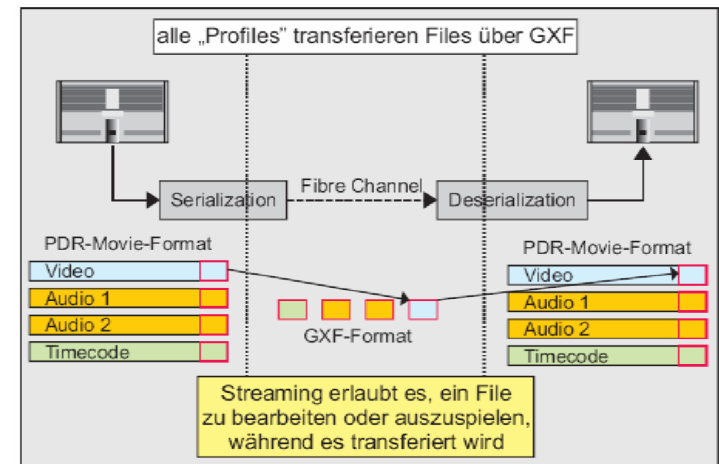 alle „Profiles” transferieren Files über GXF
Serialization
Fibre Channel
Deserialization
PDR-Movie-Format
Video
Audio 1
Audio 2
Timecode
GXF-Format
PDR-Movie-Format
Video
Audio 1
Audio 2
Timecode
Streaming erlaubt es, ein File
zu bearbeiten oder auszuspielen,
während es transferiert wird